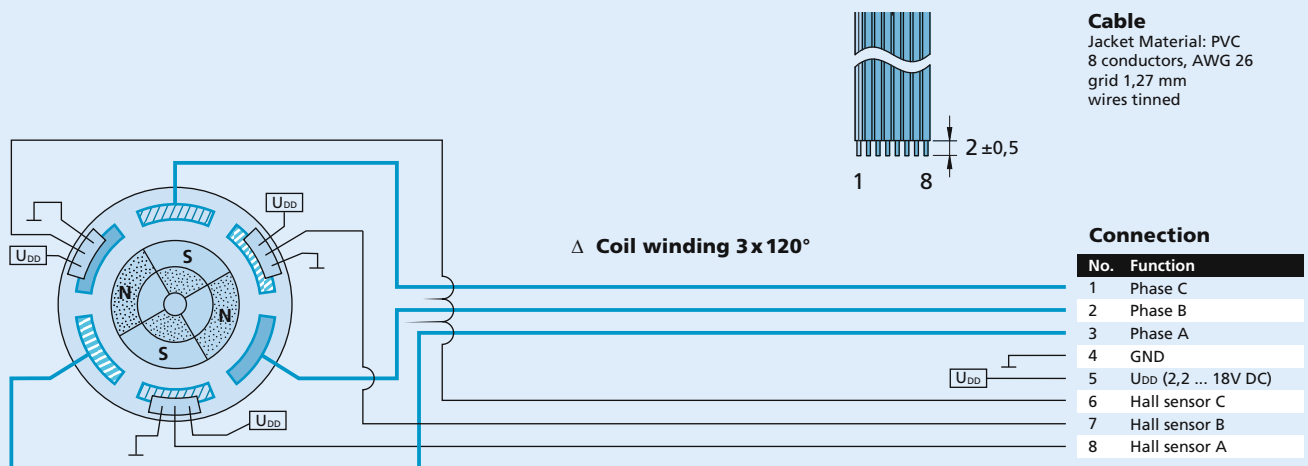 Cable
Jacket Material: PVC
8 conductors, AWG 26
grid 1,27 mm
wires tinned
2 ±0,5
1 8
UDD
UDD
S
N
N
S
UDD
Δ Coil winding 3 x 120°
Connection
No. Function
1 Phase C
2 Phase B
3 Phase A
4 GND
UDD
5 UDD (2,2 ... 18V DC)
6 Hall sensor C
7 Hall sensor B
8 Hall sensor A